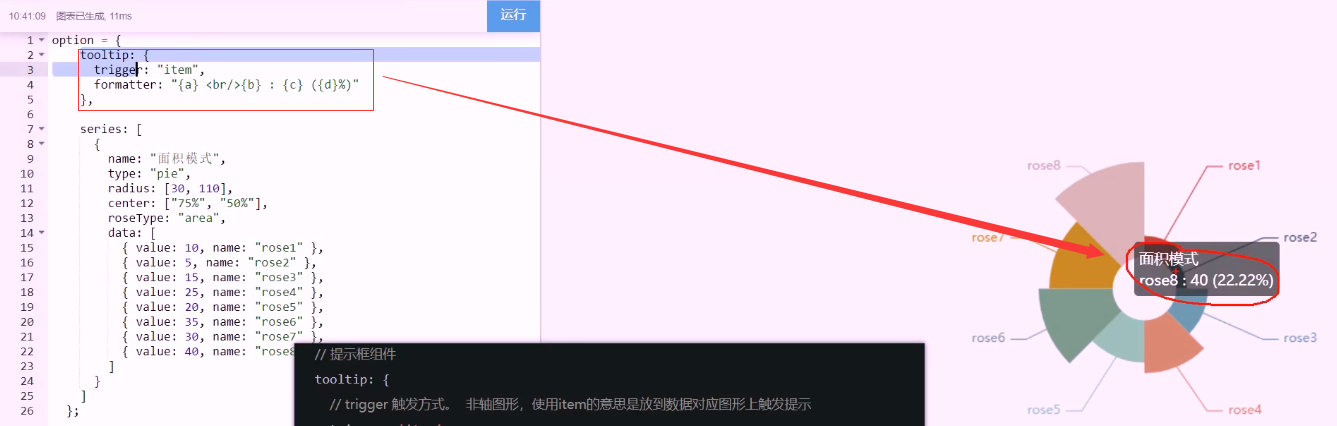 10:41:09 图表已生成, 11ms
运行
1 option = {
2 tooltip: {
3 trigger: "item",
4 formatter: "{a} <br/>{b} : {c} ({d}%)"
5 },
6
7 series: [
8 {
9 name: "面积模式",
10 type: "pie",
11 radius: [30, 110],
12 center: ["75%", "50%"],
13 roseType: "area",
14 data: [
15 { value: 10, name: "rose1" },
16 { value: 5, name: "rose2" },
17 { value: 15, name: "rose3" },
18 { value: 25, name: "rose4" },
19 { value: 20, name: "rose5" },
20 { value: 35, name: "rose6" },
21 { value: 30, name: "rose7" },
22 { value: 40, name: "rose8
23 ]
24 }
25 ]
26 };
// 提示框组件
tooltip: {
// trigger 触发方式。 非轴图形，使用item的意思是放到数据对应图形上触发提示
rose8
rose1
rose7
rose2
面积模式
rose8 : 40 (22.22%)
rose6
rose3
rose5
rose4